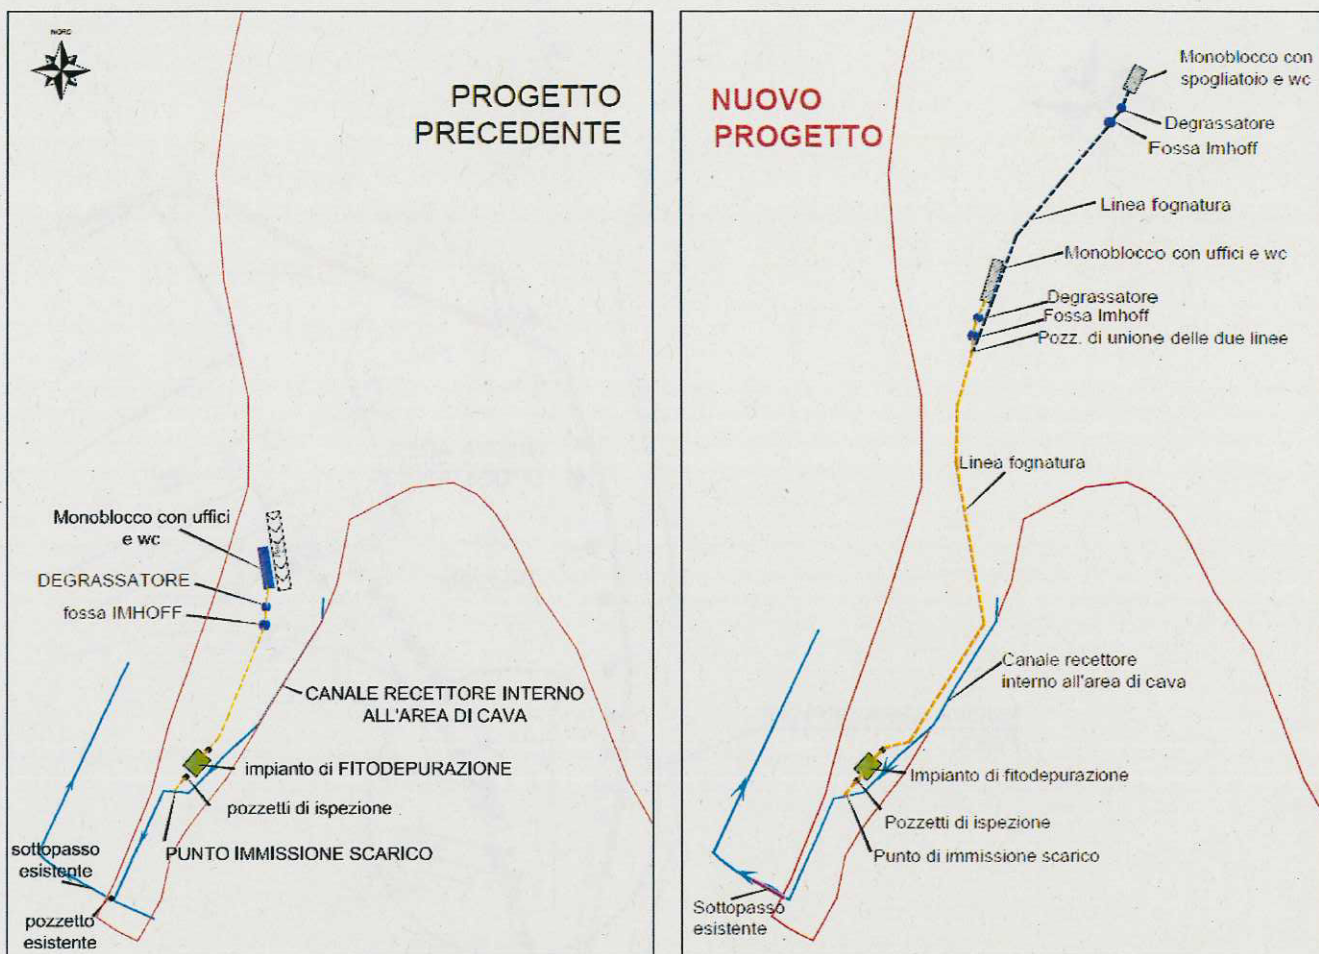 NORD
PROGETTO
PRECEDENTE
Monoblocco con uffici
e wc
DEGRASSATORE
fossa IMHOFF
CANALE RECETTORE INTERNO
ALL'AREA DI CAVA
impianto di FITODEPURAZIONE
pozzetti di ispezione
PUNTO IMMISSIONE SCARICO
sottopasso
esistente
pozzetto
esistente
NUOVO
PROGETTO
Monoblocco con
spogliatoio e wc
Degrassatore
Fossa Imhoff
Linea fognatura
Monoblocco con uffici e wc
Degrassatore
Fossa Imhoff
Pozz. di unione delle due linee
Linea fognatura
Canale recettore
interno all'area di cava
Impianto di fitodepurazione
Pozzetti di ispezione
Punto di immissione scarico
Sottopasso
esistente